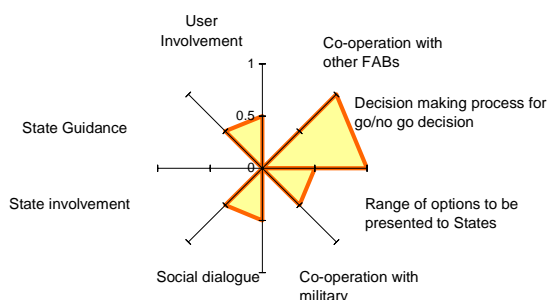 User
Involvement
Co-operation with
other FABs
1
Decision making process for
go/no go decision
0.5
State Guidance
0
State involvement
Range of options to be
presented to States
Social dialogue
Co-operation with
military